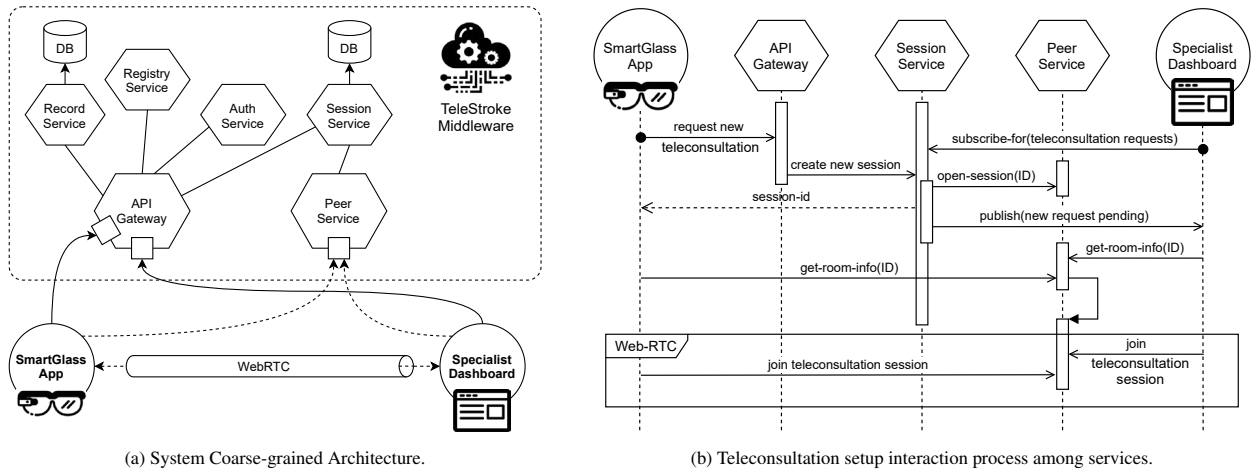 DB
DB
Registry
Service
Record
Service
Auth
Service
Session
Service
TeleStroke
Middleware
API
Gateway
Peer
Service
SmartGlass
App
WebRTC
Specialist
Dashboard
(a) System Coarse-grained Architecture.
SmartGlass
App
API
Gateway
Session
Service
Peer
Service
Specialist
Dashboard
request new
teleconsultation
subscribe-for(teleconsultation requests)
create new session
open-session(ID)
session-id
publish(new request pending)
get-room-info(ID)
get-room-info(ID)
Web-RTC
join
teleconsultation
session
join teleconsultation session
(b) Teleconsultation setup interaction process among services.